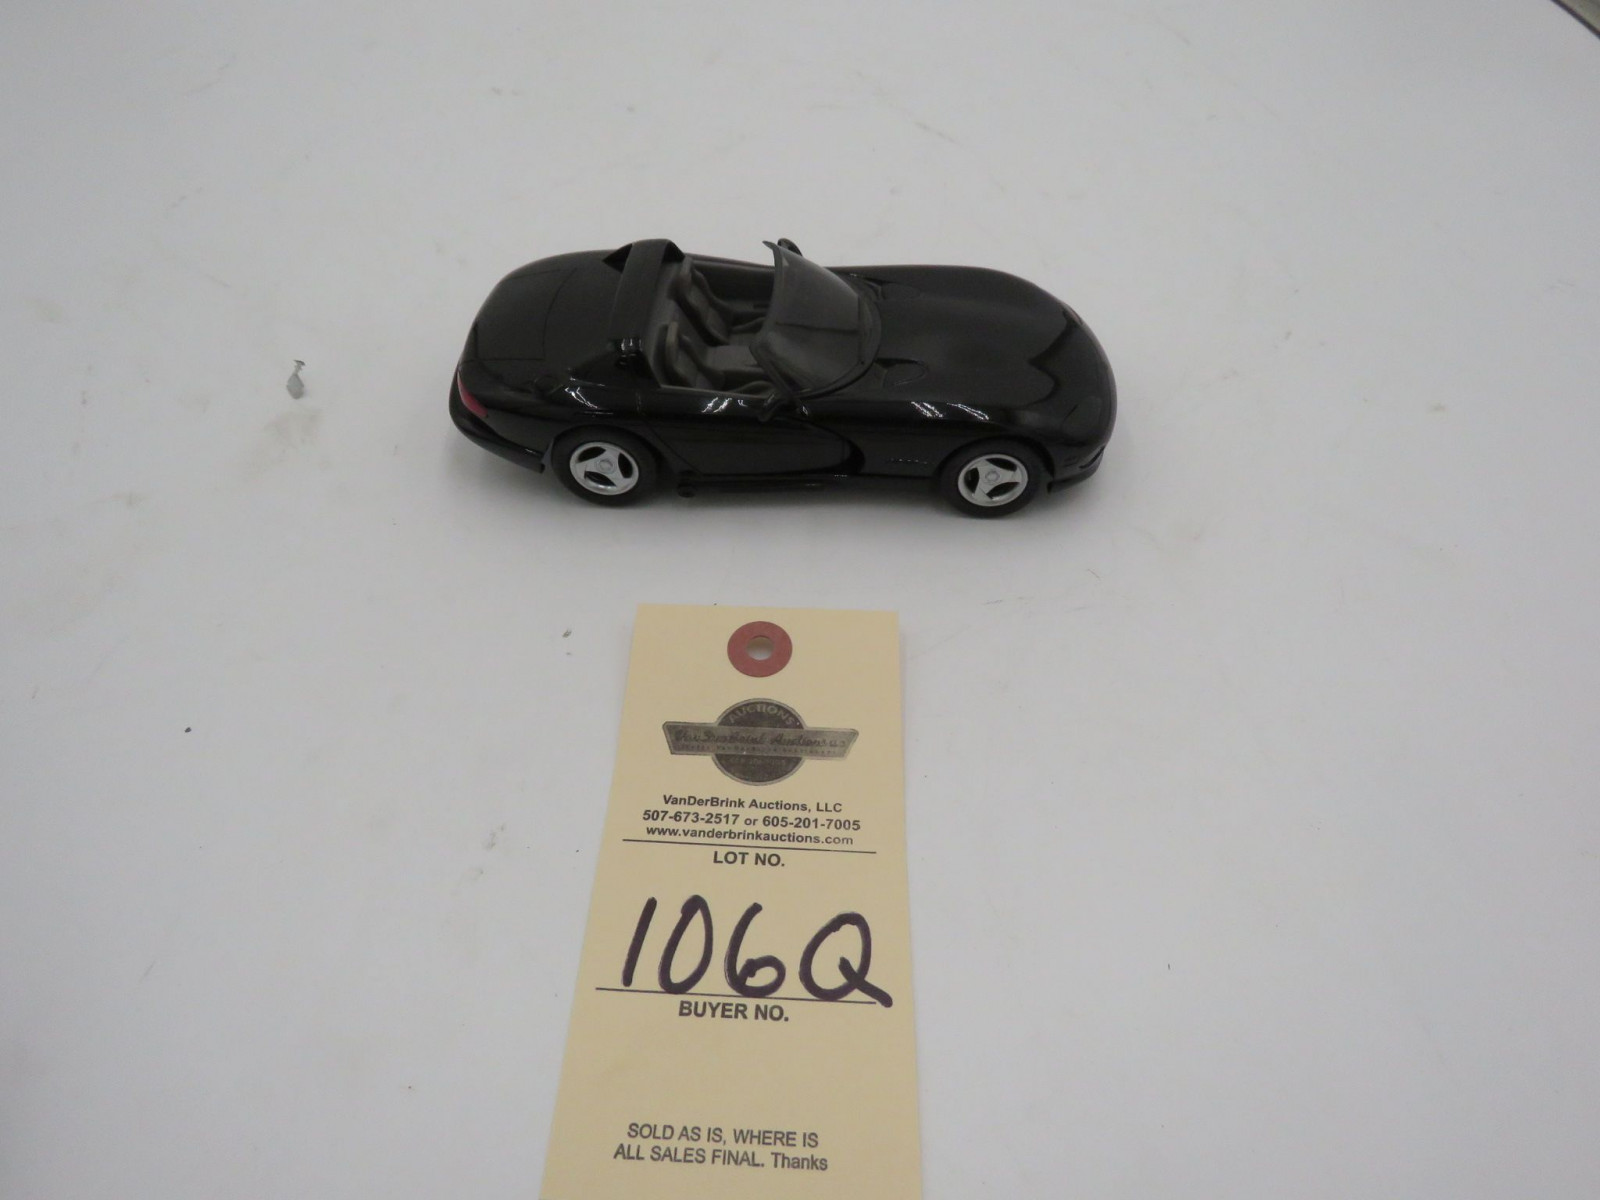 AUCTIONS
VanDerBrink Auctions, LLC
507-673-2517 or 605-201-7005
www.vanderbrinkauctions.com
LOT NO.
106Q
BUYER NO.
SOLD AS IS, WHERE IS
ALL SALES FINAL. Thanks